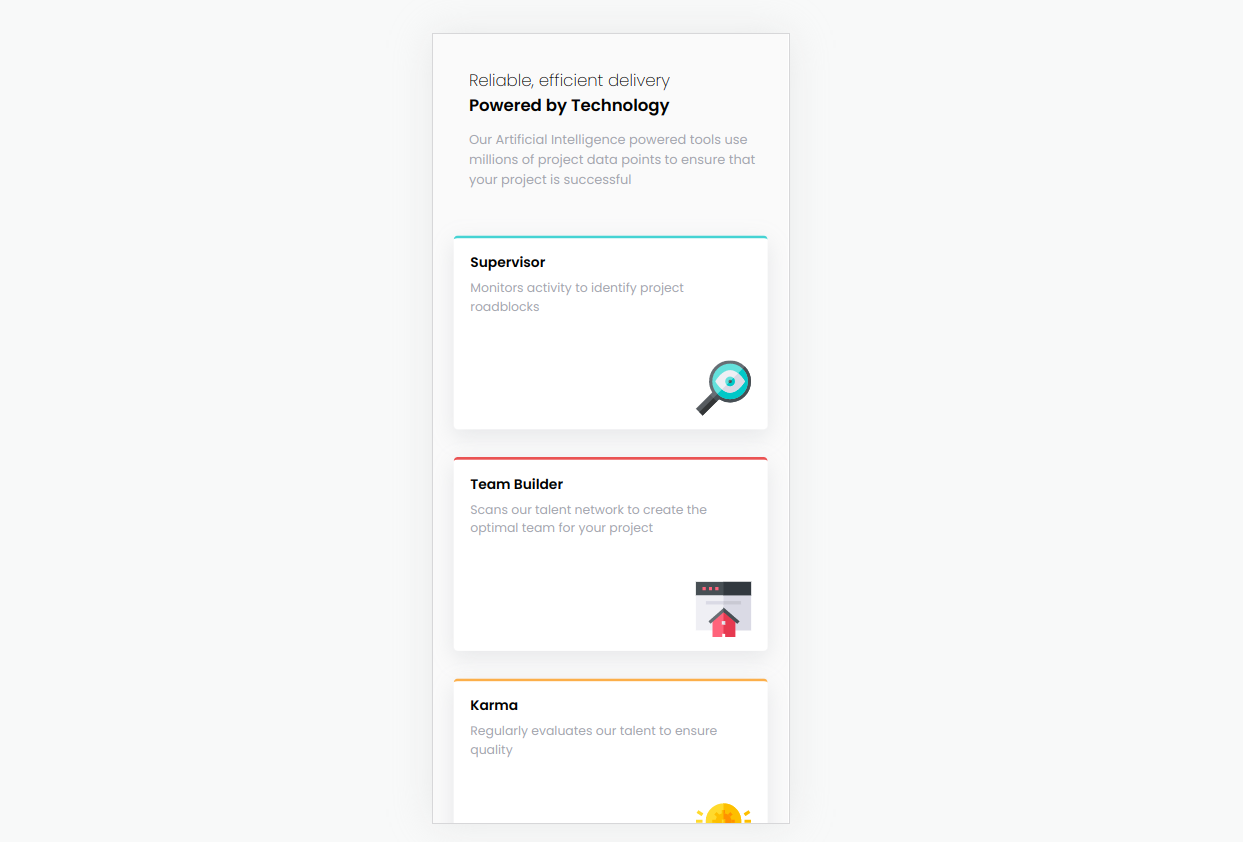 Reliable, efficient delivery
Powered by Technology
Our Artificial Intelligence powered tools use
millions of project data points to ensure that
your project is successful
Supervisor
Monitors activity to identify project
roadblocks
Team Builder
Scans our talent network to create the
optimal team for your project
Karma
Regularly evaluates our talent to ensure
quality